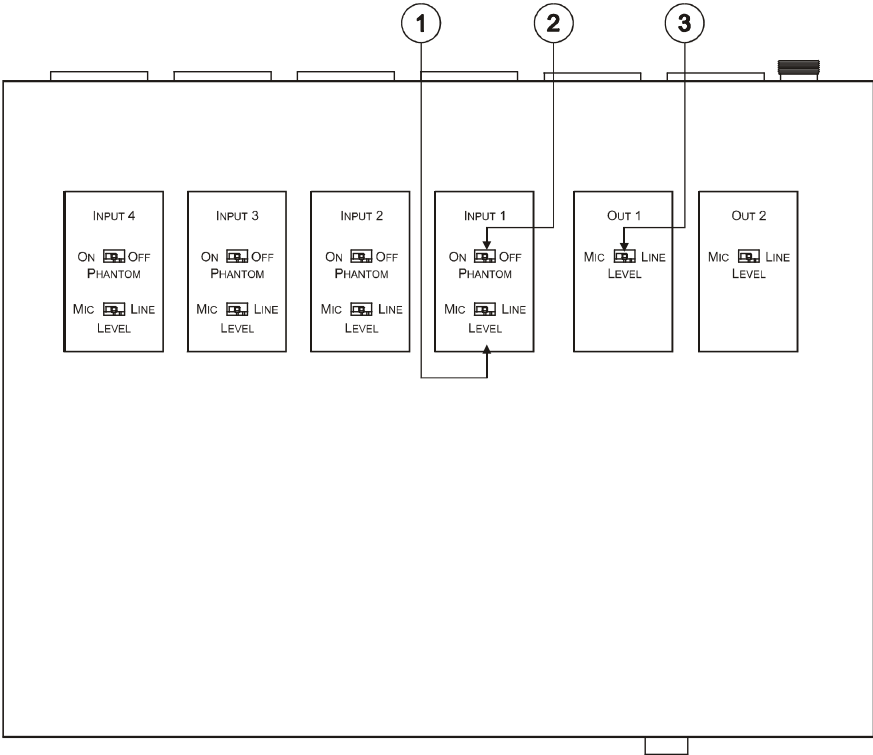 1 2 3
INPUT 4
ON OFF
PHANTOM
MIC LINE
LEVEL
INPUT 3
ON OFF
PHANTOM
MIC LINE
LEVEL
INPUT 2
ON OFF
PHANTOM
MIC LINE
LEVEL
INPUT 1
ON OFF
PHANTOM
MIC LINE
LEVEL
OUT 1
MIC LINE
LEVEL
OUT 2
MIC LINE
LEVEL